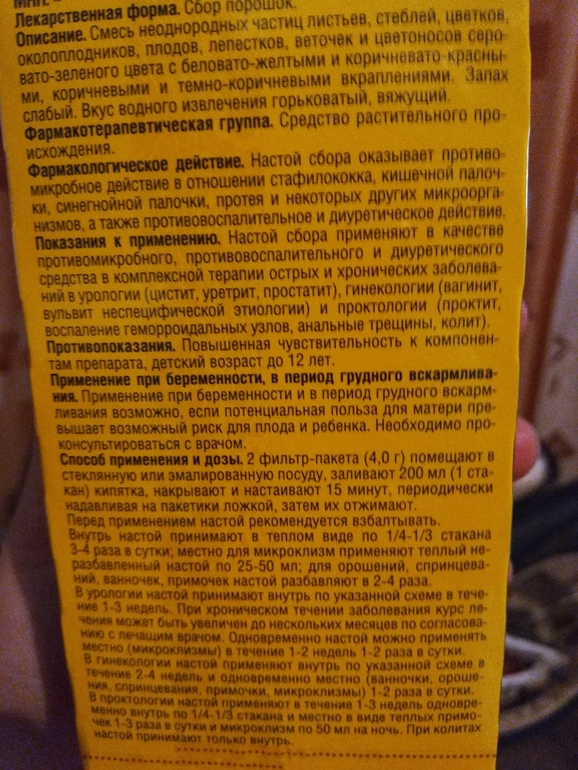 Лекарственная форма. Сбор порошок.
Описание. Смесь неоднородных частиц листьев, стеблей, цветков,
околоплодников, плодов, лепестков, веточек и цветоносов серо-
вато-зеленого цвета с беловато-желтыми и коричневато-красны-
ми, коричневыми и темно-коричневыми вкраплениями. Запах
слабый. Вкус водного извлечения горьковатый, вяжущий.
Фармакотерапевтическая группа. Средство растительного про-
исхождения.
Фармакологическое действие. Настой сбора оказывает противо-
микробное действие в отношении стафилококка, кишечной палоч-
ки, синегнойной палочки, протея и некоторых других микроорга-
низмов, а также противовоспалительное и диуретическое действие.
Показания к применению. Настой сбора применяют в качестве
противомикробного, противовоспалительного и диуретического
средства в комплексной терапии острых и хронических заболева-
ний в урологии (цистит, уретрит, простатит), гинекологии (вагинит,
вульвит неспецифической этиологии) и проктологии (проктит,
воспаление геморроидальных узлов, анальные трещины, колит).
Противопоказания. Повышенная чувствительность к компонен-
там препарата, детский возраст до 12 лет.
Применение при беременности, в период грудного вскармлива-
ния. Применение при беременности и в период грудного вскарм-
ливания возможно, если потенциальная польза для матери пре-
вышает возможный риск для плода и ребенка. Необходимо про-
консультироваться с врачом.
Способ применения и дозы. 2 фильтр-пакета (4,0 г) помещают в
стеклянную или эмалированную посуду, заливают 200 мл (1 ста-
кан) кипятка, накрывают и настаивают 15 минут, периодически
надавливая на пакетики ложкой, затем их отжимают.
Перед применением настой рекомендуется взбалтывать.
Внутрь настой принимают в теплом виде по 1/4-1/3 стакана
3-4 раза в сутки; местно для микроклизм применяют теплый не-
разбавленный настой по 25-50 мл; для орошений, спринцева-
ний, ванночек, примочек настой разбавляют в 2-4 раза.
В урологии настой принимают внутрь по указанной схеме в тече-
ние 1-3 недель. При хроническом течении заболевания курс ле-
чения может быть увеличен до нескольких месяцев по согласова-
нию с лечащим врачом. Одновременно настой можно применять
местно (микроклизмы) в течение 1-2 недель 1-2 раза в сутки.
В гинекологии настой применяют внутрь по указанной схеме в
течение 2-4 недель и одновременно местно (ванночки, ороше-
ния, спринцевания, примочки, микроклизмы) 1-2 раза в сутки.
В проктологии настой применяют в течение 1-3 недель одновре-
менно внутрь по 1/4-1/3 стакана и местно в виде теплых примо-
чек 1-3 раза в сутки и микроклизм по 50 мл на ночь. При колитах
настой принимают только внутрь.